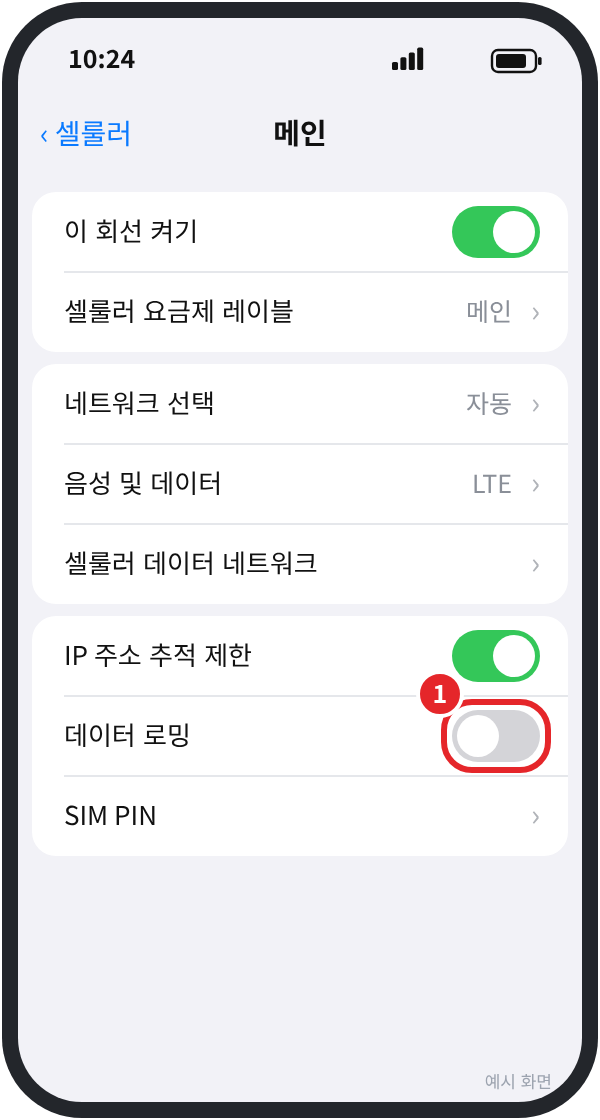 10:24
‹ 셀룰러
메인
이 회선 켜기
셀룰러 요금제 레이블 메인 ›
네트워크 선택 자동 ›
음성 및 데이터 LTE ›
셀룰러 데이터 네트워크 ›
IP 주소 추적 제한
1
데이터 로밍
SIM PIN ›
예시 화면